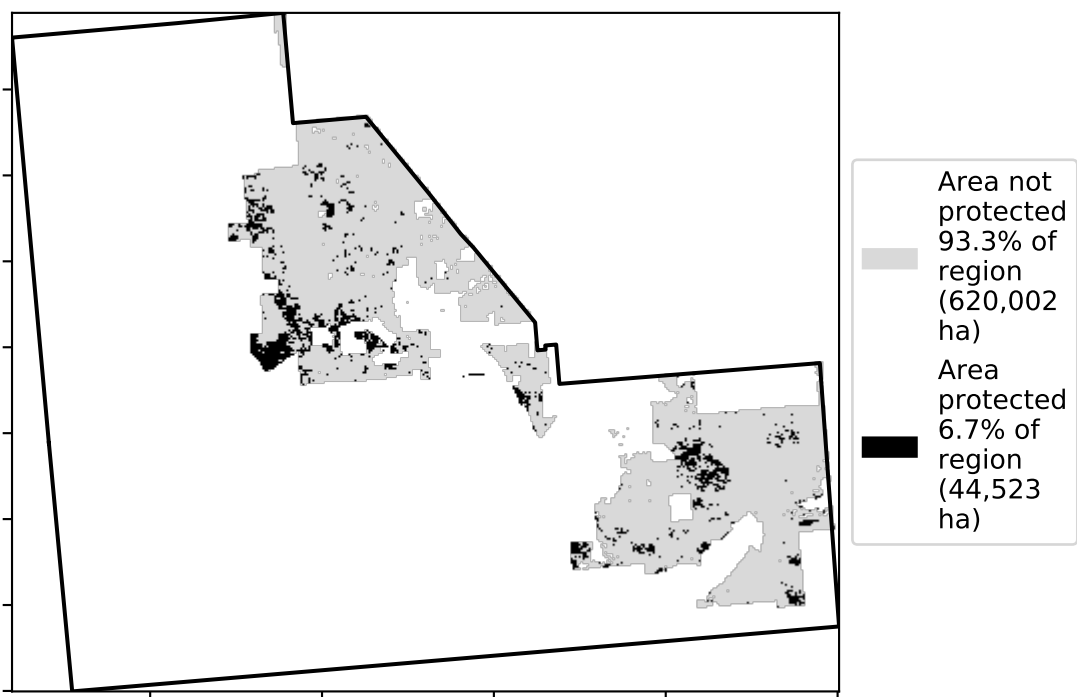 Area not
protected
93.3% of
region
(620,002
ha)
Area
protected
6.7% of
region
(44,523
ha)